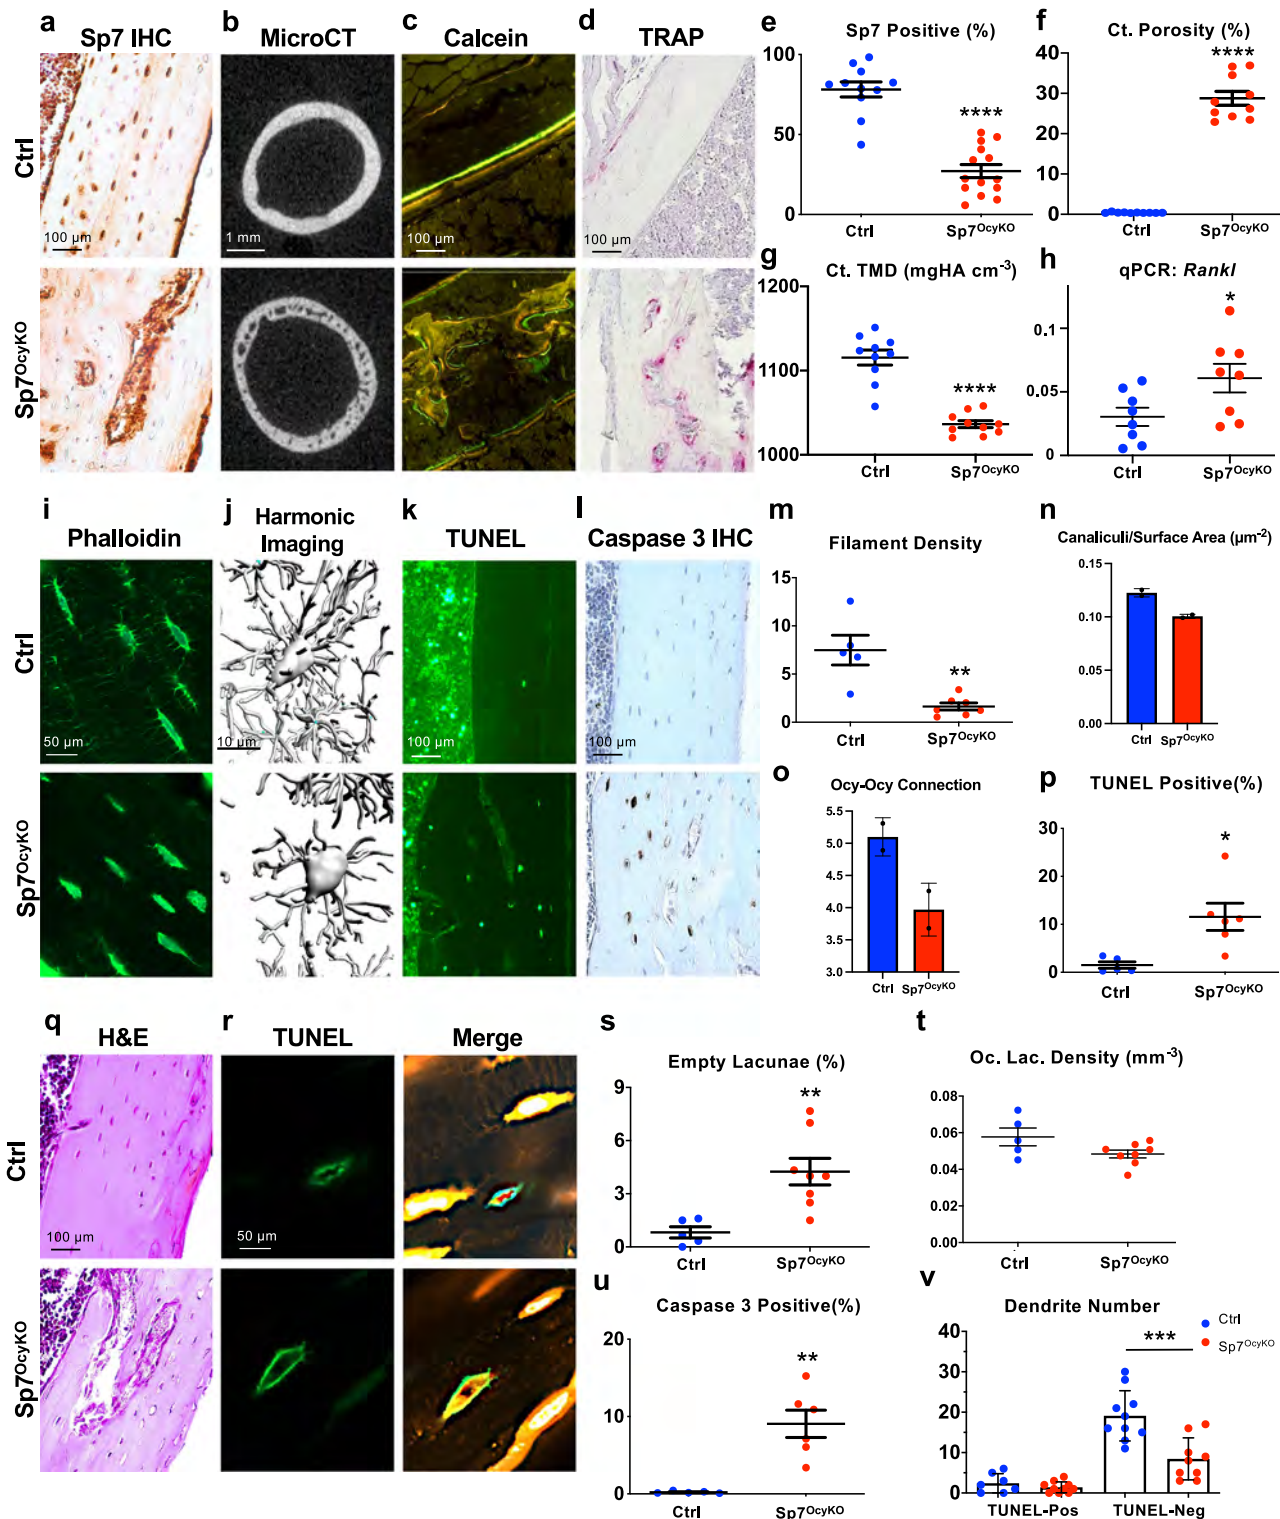 a
Sp7 IHC
b
MicroCT
c
Calcein
d
TRAP
Ctrl
100 µm
1 mm
100 µm
100 µm
Sp7OcyKO
e
Sp7 Positive (%)
100
50
0
****
Ctrl
Sp7OcyKO
f
Ct. Porosity (%)
40
30
20
10
0
****
Ctrl
Sp7OcyKO
g
Ct. TMD (mgHA cm-3)
1200
1100
1000
****
Ctrl
Sp7OcyKO
h
qPCR: Rankl
0.1
0.05
0
*
Ctrl
Sp7OcyKO
i
Phalloidin
j
Harmonic
Imaging
k
TUNEL
l
Caspase 3 IHC
Ctrl
50 µm
10 µm
100 µm
100 µm
Sp7OcyKO
m
Filament Density
15
10
5
0
**
Ctrl
Sp7OcyKO
n
Canaliculi/Surface Area (µm-2)
0.15
0.10
0.05
0.00
Ctrl
Sp7OcyKO
o
Ocy-Ocy Connection
5.5
5.0
4.5
4.0
3.5
3.0
Ctrl
Sp7OcyKO
p
TUNEL Positive(%)
30
20
10
0
*
Ctrl
Sp7OcyKO
q
H&E
r
TUNEL
Merge
Ctrl
100 µm
50 µm
Sp7OcyKO
s
Empty Lacunae (%)
9
6
3
0
**
Ctrl
Sp7OcyKO
t
Oc. Lac. Density (mm-3)
0.08
0.06
0.04
0.02
0.00
Ctrl
Sp7OcyKO
u
Caspase 3 Positive(%)
20
10
0
**
Ctrl
Sp7OcyKO
v
Dendrite Number
Ctrl
Sp7OcyKO
40
30
20
10
0
***
TUNEL-Pos
TUNEL-Neg